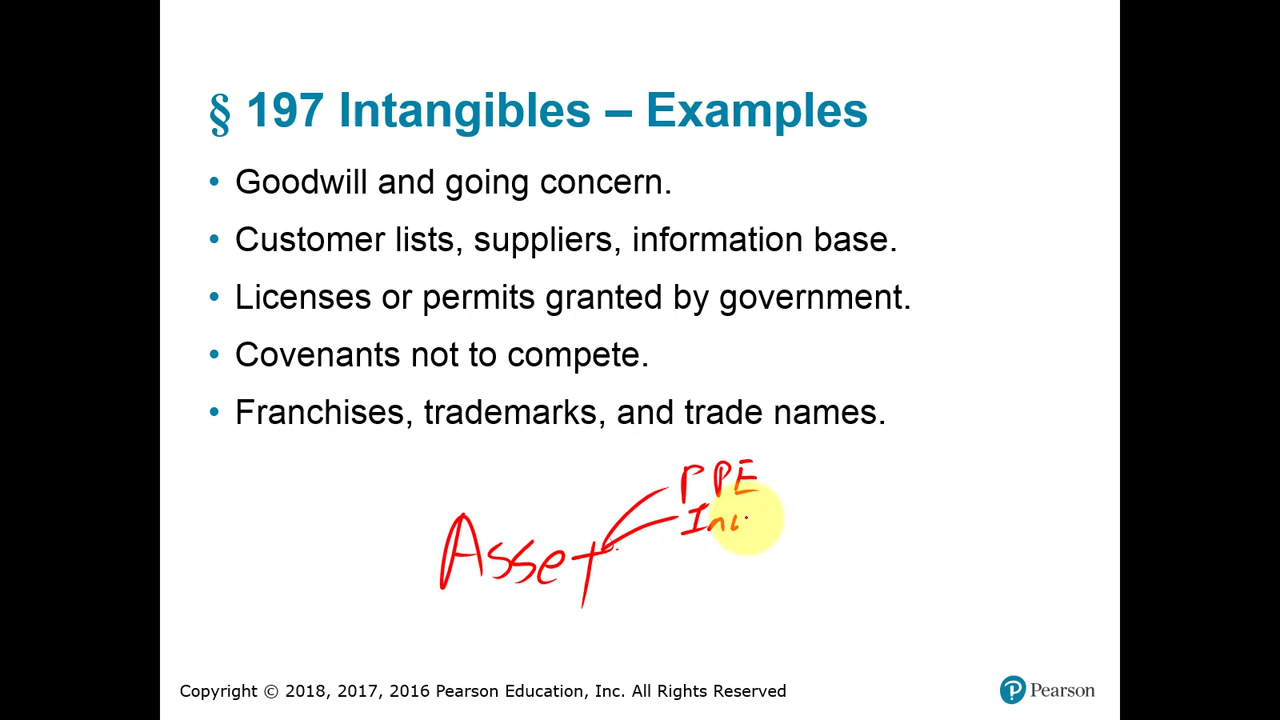 § 197 Intangibles – Examples
• Goodwill and going concern.
• Customer lists, suppliers, information base.
• Licenses or permits granted by government.
• Covenants not to compete.
• Franchises, trademarks, and trade names.
PPE
Asset
Copyright © 2018, 2017, 2016 Pearson Education, Inc. All Rights Reserved
P Pearson